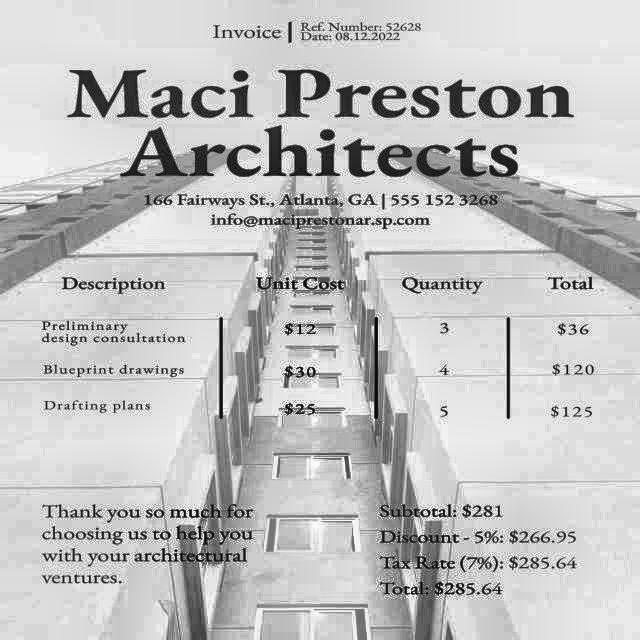 Invoice | Ref. Number: 52628
Date: 08.12.2022
Maci Preston
Architects
166 Fairways St., Atlanta, GA | 555 152 3268
info@maciprestonar.sp.com
Description Unit Cost Quantity Total
Preliminary
design consultation $12 3 $36
Blueprint drawings $30 4 $120
Drafting plans $25 5 $125
Thank you so much for
choosing us to help you
with your architectural
ventures.
Subtotal: $281
Discount - 5%: $266.95
Tax Rate (7%): $285.64
Total: $285.64